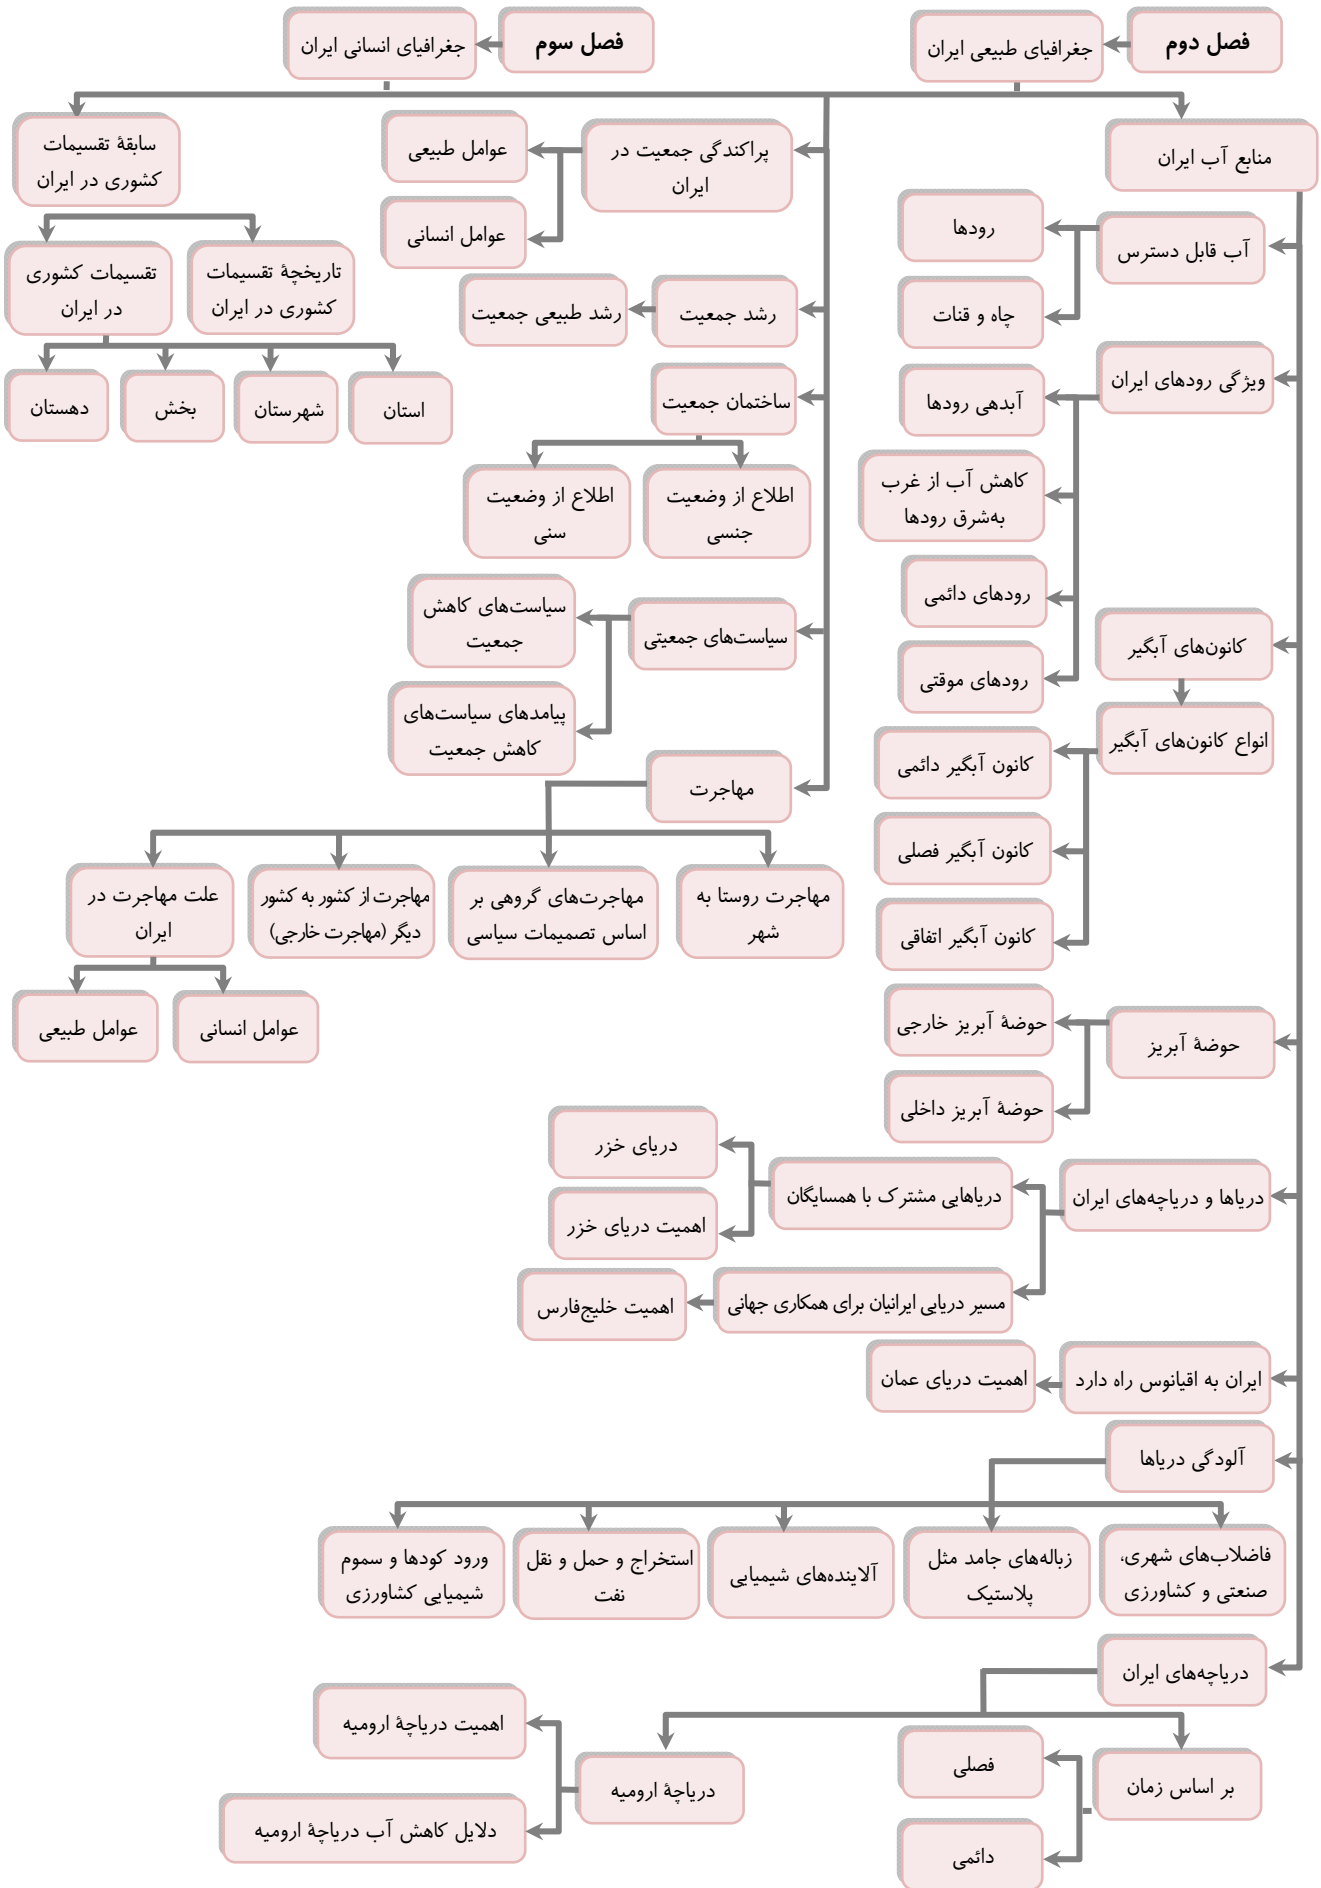 فصل دوم
جغرافیای طبیعی ایران
منابع آب ایران
آب قابل دسترس
رودها
چاه و قنات
ویژگی رودهای ایران
آبدهی رودها
کاهش آب از غرب
به‌شرق رودها
رودهای دائمی
رودهای موقتی
کانون‌های آبگیر
انواع کانون‌های آبگیر
کانون آبگیر دائمی
کانون آبگیر فصلی
کانون آبگیر اتفاقی
حوضهٔ آبریز
حوضهٔ آبریز خارجی
حوضهٔ آبریز داخلی
دریاها و دریاچه‌های ایران
دریاهایی مشترک با همسایگان
دریای خزر
اهمیت دریای خزر
مسیر دریایی ایرانیان برای همکاری جهانی
اهمیت خلیج‌فارس
ایران به اقیانوس راه دارد
اهمیت دریای عمان
آلودگی دریاها
فاضلاب‌های شهری،
صنعتی و کشاورزی
زباله‌های جامد مثل
پلاستیک
آلاینده‌های شیمیایی
استخراج و حمل و نقل
نفت
ورود کودها و سموم
شیمیایی کشاورزی
دریاچه‌های ایران
بر اساس زمان
فصلی
دائمی
دریاچهٔ ارومیه
اهمیت دریاچهٔ ارومیه
دلایل کاهش آب دریاچهٔ ارومیه
فصل سوم
جغرافیای انسانی ایران
پراکندگی جمعیت در
ایران
عوامل طبیعی
عوامل انسانی
رشد جمعیت
رشد طبیعی جمعیت
ساختمان جمعیت
اطلاع از وضعیت
جنسی
اطلاع از وضعیت
سنی
سیاست‌های جمعیتی
سیاست‌های کاهش
جمعیت
پیامدهای سیاست‌های
کاهش جمعیت
مهاجرت
مهاجرت روستا به
شهر
مهاجرت‌های گروهی بر
اساس تصمیمات سیاسی
مهاجرت از کشور به کشور
دیگر (مهاجرت خارجی)
علت مهاجرت در
ایران
عوامل انسانی
عوامل طبیعی
سابقهٔ تقسیمات
کشوری در ایران
تاریخچهٔ تقسیمات
کشوری در ایران
تقسیمات کشوری
در ایران
استان
شهرستان
بخش
دهستان